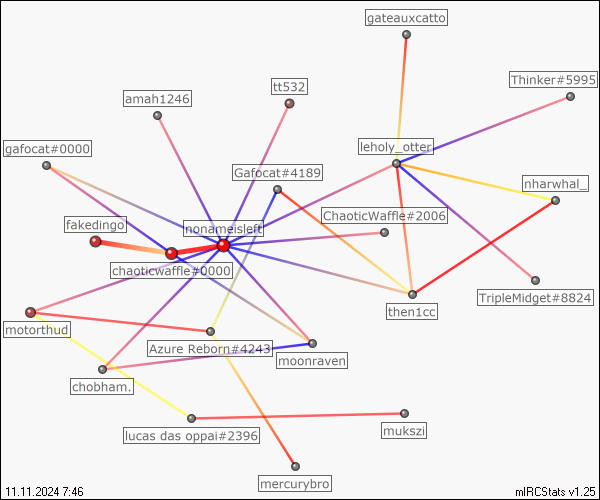 gateauxcatto
Thinker#5995
tt532
amah1246
gafocat#0000
leholy_otter
Gafocat#4189
nharwhal_
ChaoticWaffle#2006
fakedingo
nonameisleft
chaoticwaffle#0000
TripleMidget#8824
then1cc
motorthud
Azure Reborn#4243
moonraven
chobham.
lucas das oppai#2396
mukszi
mercurybro
11.11.2024 7:46
mIRCStats v1.25